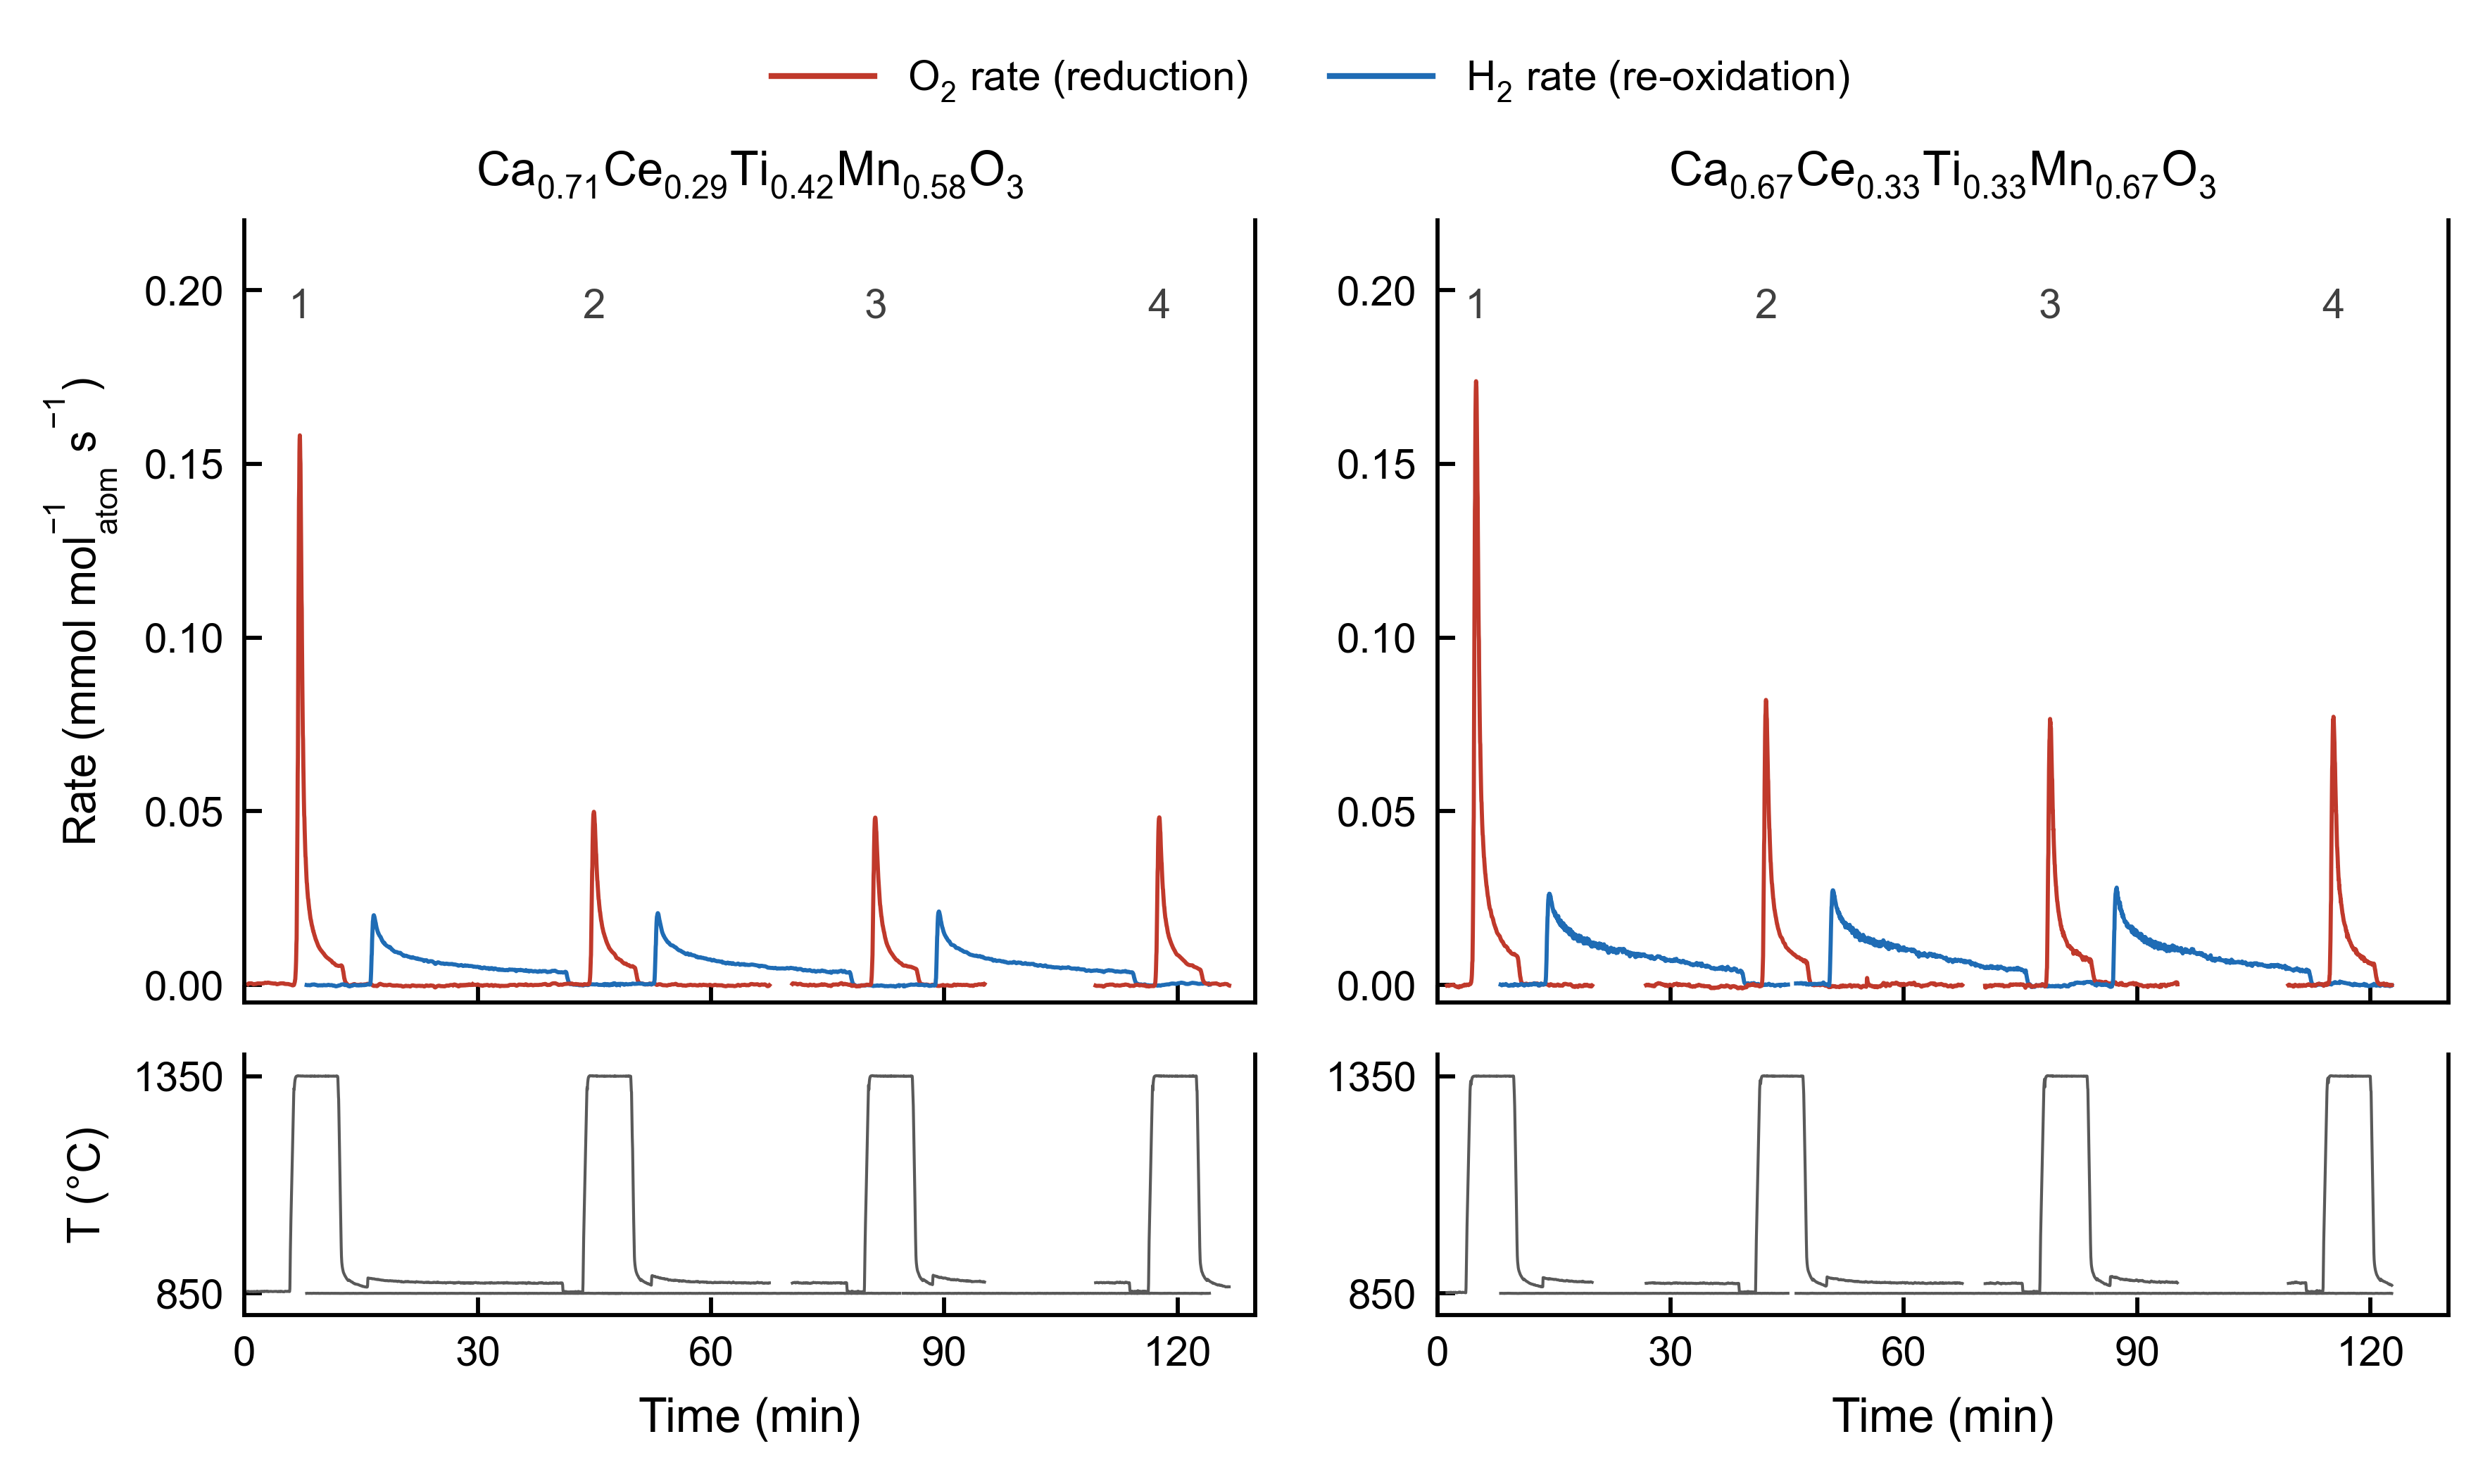 O₂ rate (reduction) H₂ rate (re-oxidation)
Ca₀.₇₁Ce₀.₂₉Ti₀.₄₂Mn₀.₅₈O₃
Ca₀.₆₇Ce₀.₃₃Ti₀.₃₃Mn₀.₆₇O₃
Rate (mmol mol⁻¹atom s⁻¹)
0.20
0.15
0.10
0.05
0.00
1 2 3 4
0.20
0.15
0.10
0.05
0.00
1 2 3 4
T (°C)
1350
850
0 30 60 90 120
Time (min)
1350
850
0 30 60 90 120
Time (min)